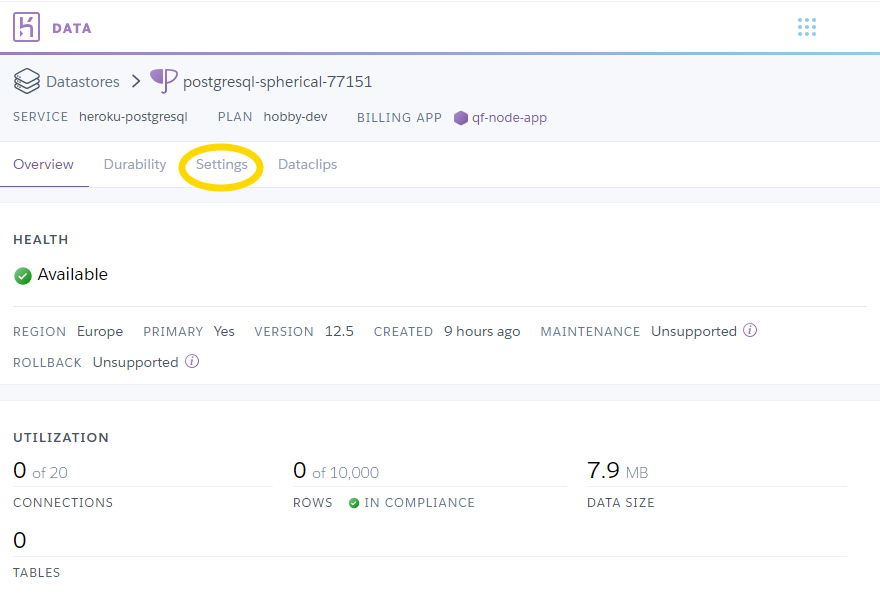 DATA
Datastores > postgresql-spherical-77151
SERVICE heroku-postgresql PLAN hobby-dev BILLING APP qf-node-app
Overview Durability Settings Dataclips
HEALTH
Available
REGION Europe PRIMARY Yes VERSION 12.5 CREATED 9 hours ago MAINTENANCE Unsupported
ROLLBACK Unsupported
UTILIZATION
0 of 20 0 of 10,000 7.9 MB
CONNECTIONS ROWS IN COMPLIANCE DATA SIZE
0
TABLES